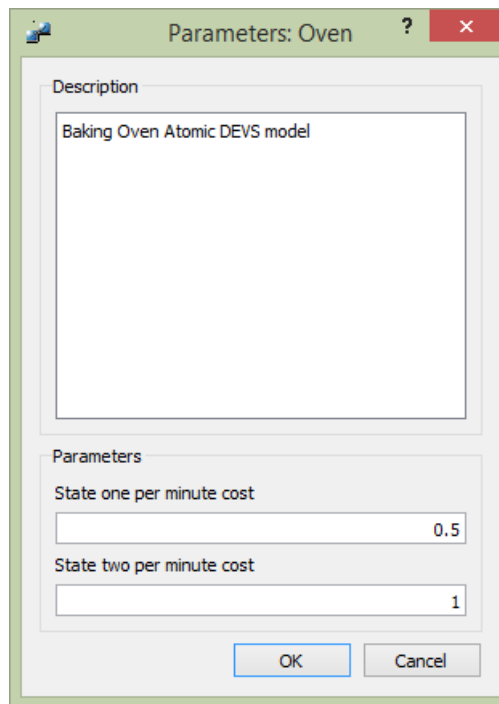 Parameters: Oven ? ×
Description
Baking Oven Atomic DEVS model
Parameters
State one per minute cost
0.5
State two per minute cost
1
OK Cancel